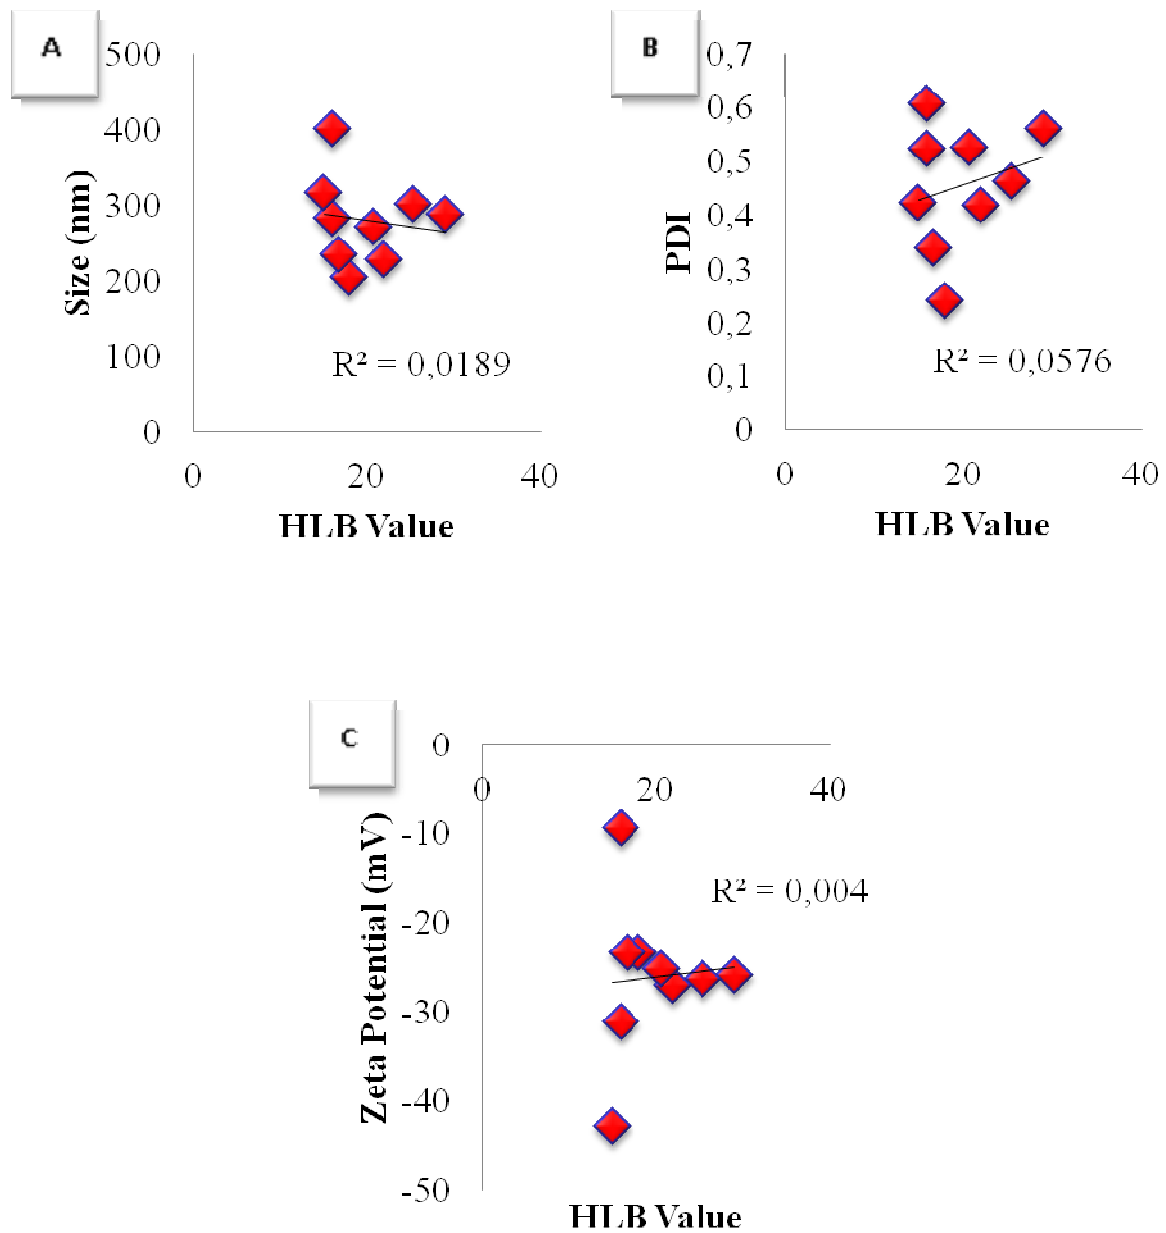 A
500
400
300
200
100
0
Size (nm)
0 20 40
HLB Value
R² = 0,0189
B
0,7
0,6
0,5
0,4
0,3
0,2
0,1
0
PDI
0 20 40
HLB Value
R² = 0,0576
C
0
-10
-20
-30
-40
-50
Zeta Potential (mV)
0 20 40
R² = 0,004
HLB Value